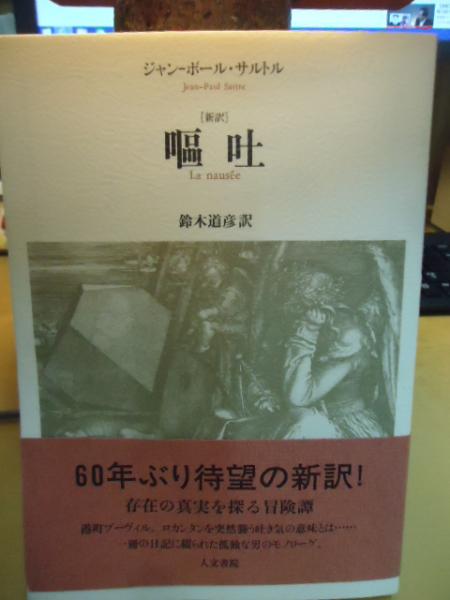 ジャン=ポール・サルトル
Jean-Paul Sartre
[新訳]
嘔吐
La nausée
鈴木道彦訳
60年ぶり待望の新訳!
存在の真実を探る冒険譚
港町ブーヴィル。ロカンタンを突然襲う吐き気の意味とは……
一冊の日記に綴られた孤独な男のモノローグ。
人文書院